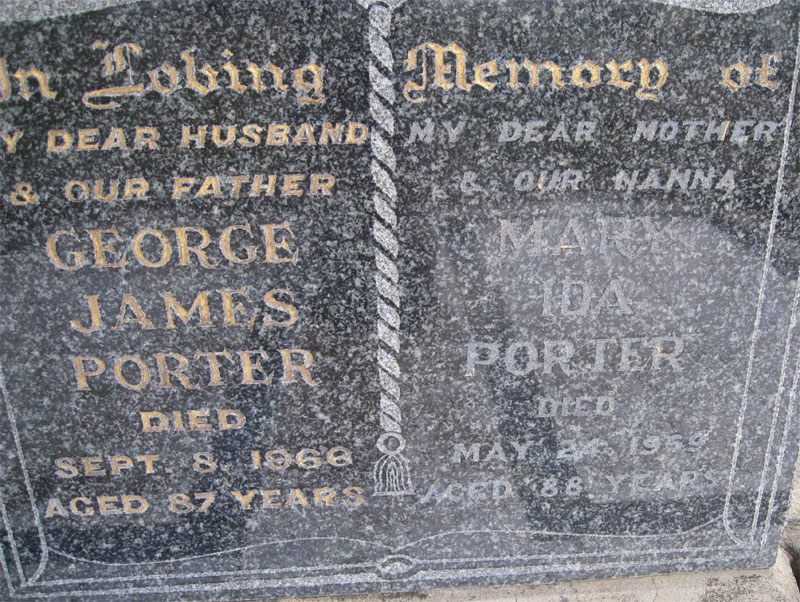 In Loving Memory of
MY DEAR HUSBAND
& OUR FATHER
GEORGE
JAMES
PORTER
DIED
SEPT. 8, 1966
AGED 87 YEARS
MY DEAR MOTHER
& OUR NANNA
MARY
IDA
PORTER
DIED
MAY 24,
AGED 88 YEARS